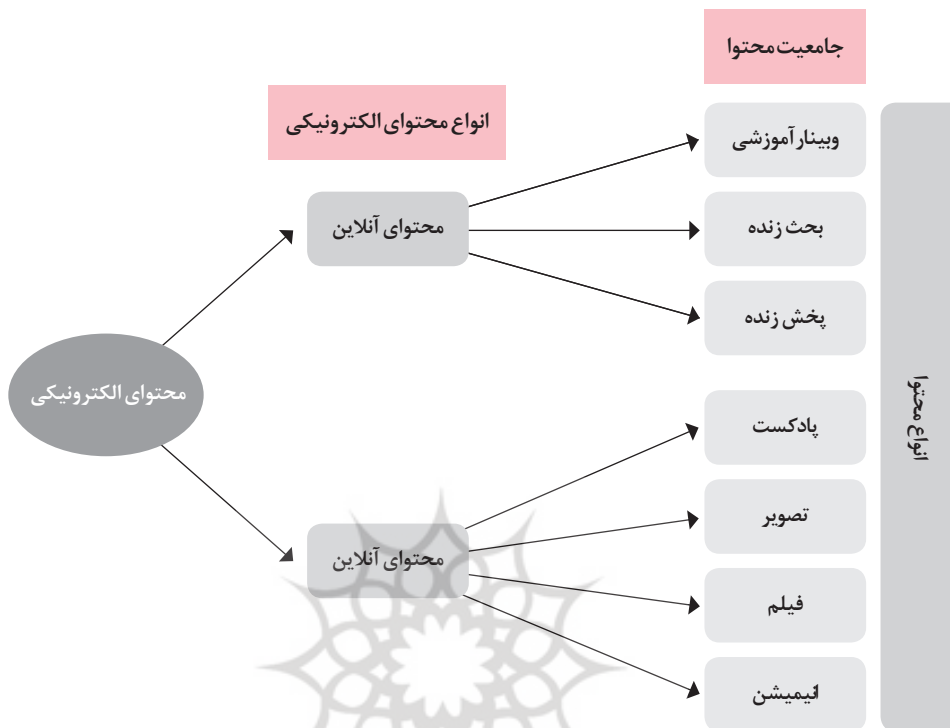 جامعیت محتوا
انواع محتوای الکترونیکی
وبینار آموزشی
محتوای آنلاین
بحث زنده
پخش زنده
محتوای الکترونیکی
انواع محتوا
پادکست
تصویر
محتوای آنلاین
فیلم
انیمیشن